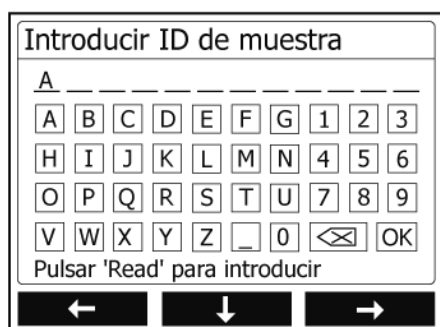 Introducir ID de muestra
A _ _ _ _ _ _ _ _ _ _ _
A B C D E F G 1 2 3
H I J K L M N 4 5 6
O P Q R S T U 7 8 9
V W X Y Z _ 0 ⌫ OK
Pulsar 'Read' para introducir
← ↓ →